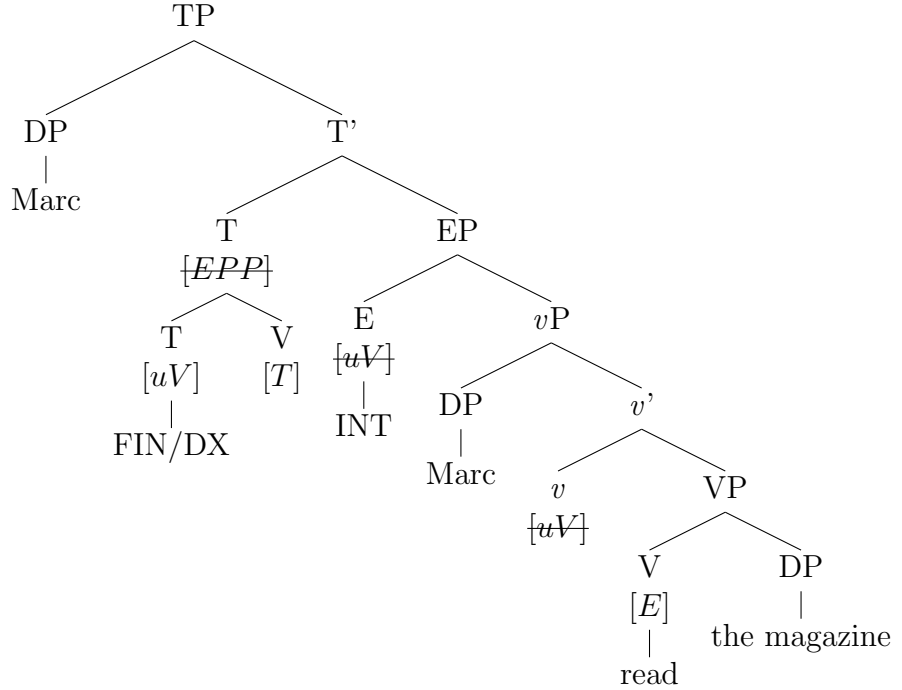 TP
DP T'
Marc
T EP
[EPP]
T V E vP
[uV] [T] [uV]
FIN/DX INT DP v'
Marc v VP
[uV]
V DP
[E]
read the magazine